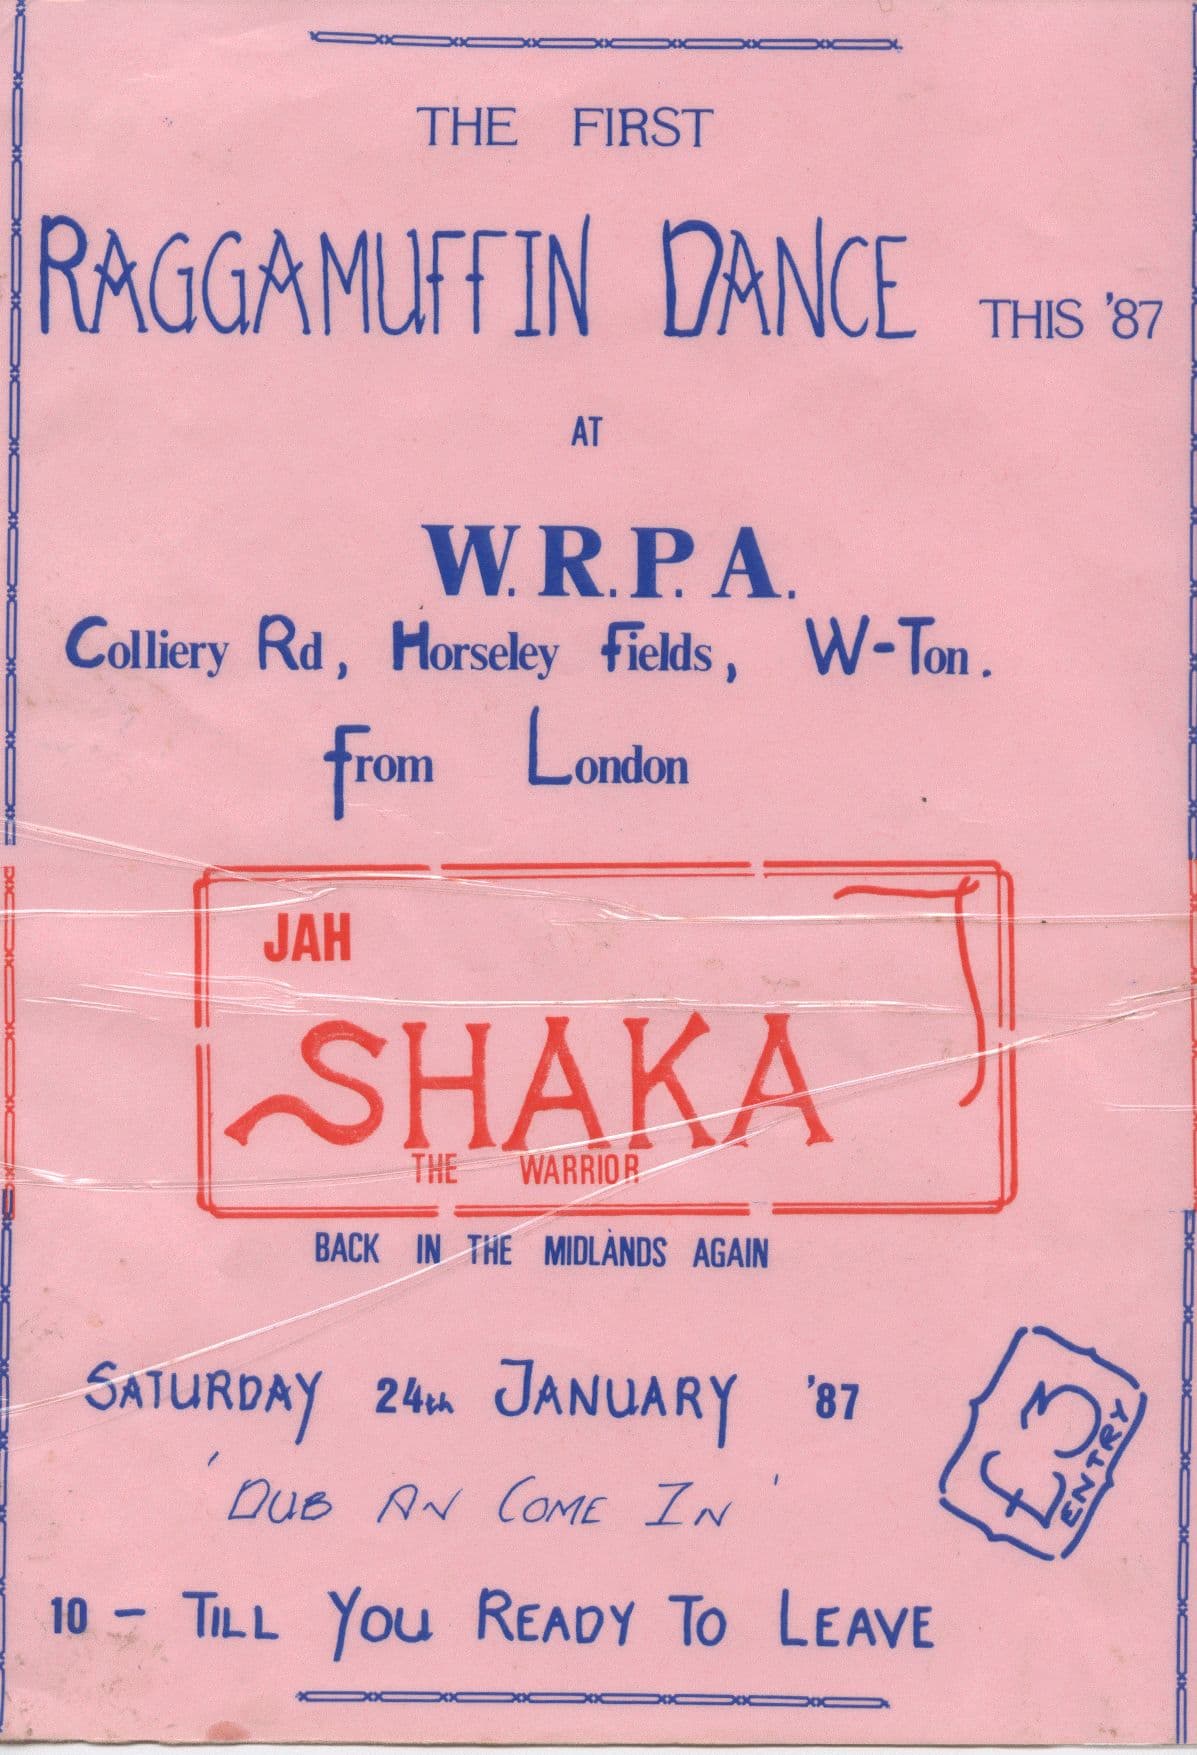 THE FIRST
RAGGAMUFFIN DANCE THIS '87
AT
W.R.P.A.
Colliery Rd, Horseley Fields, W-Ton.
From London
JAH
SHAKA
THE WARRIOR
BACK IN THE MIDLANDS AGAIN
SATURDAY 24th JANUARY '87
'DUB AN COME IN'
£3
ENTRY
10 - TILL YOU READY TO LEAVE